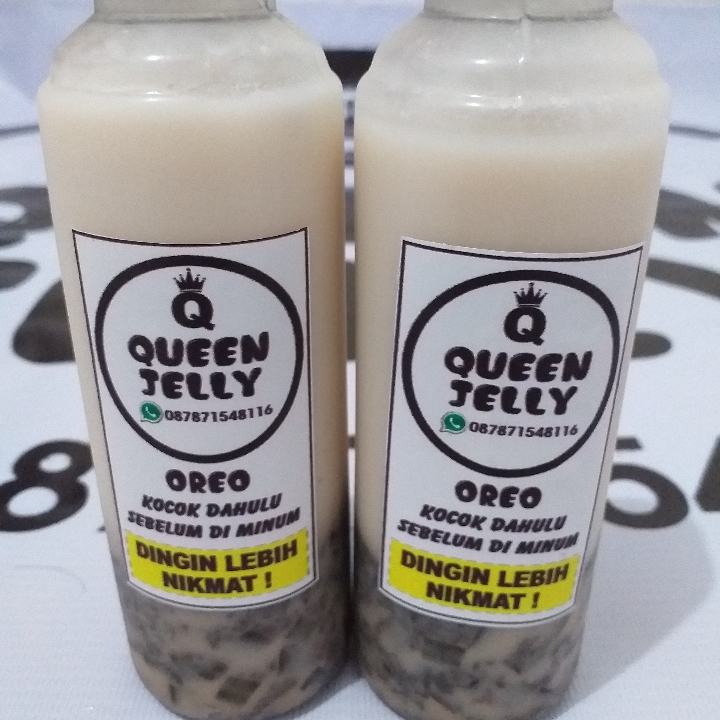 Q
QUEEN
JELLY
087871548116
OREO
KOCOK DAHULU
SEBELUM DI MINUM
DINGIN LEBIH
NIKMAT !
Q
QUEEN
JELLY
087871548116
OREO
KOCOK DAHULU
SEBELUM DI MINUM
DINGIN LEBIH
NIKMAT !